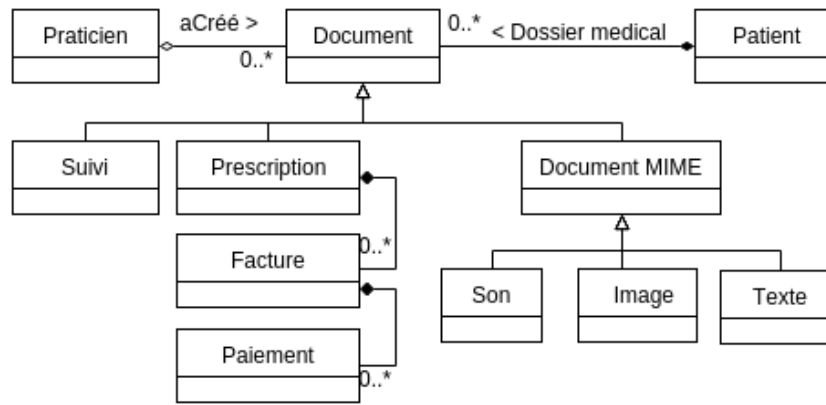 Praticien
aCréé >
0..*
Document
0..*
< Dossier medical
Patient
Suivi
Prescription
Document MIME
0..*
Facture
Son
Image
Texte
Paiement
0..*